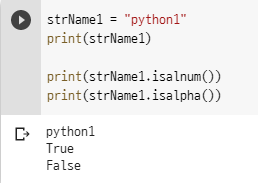 strName1 = "python1"
print(strName1)
print(strName1.isalnum())
print(strName1.isalpha())
python1
True
False